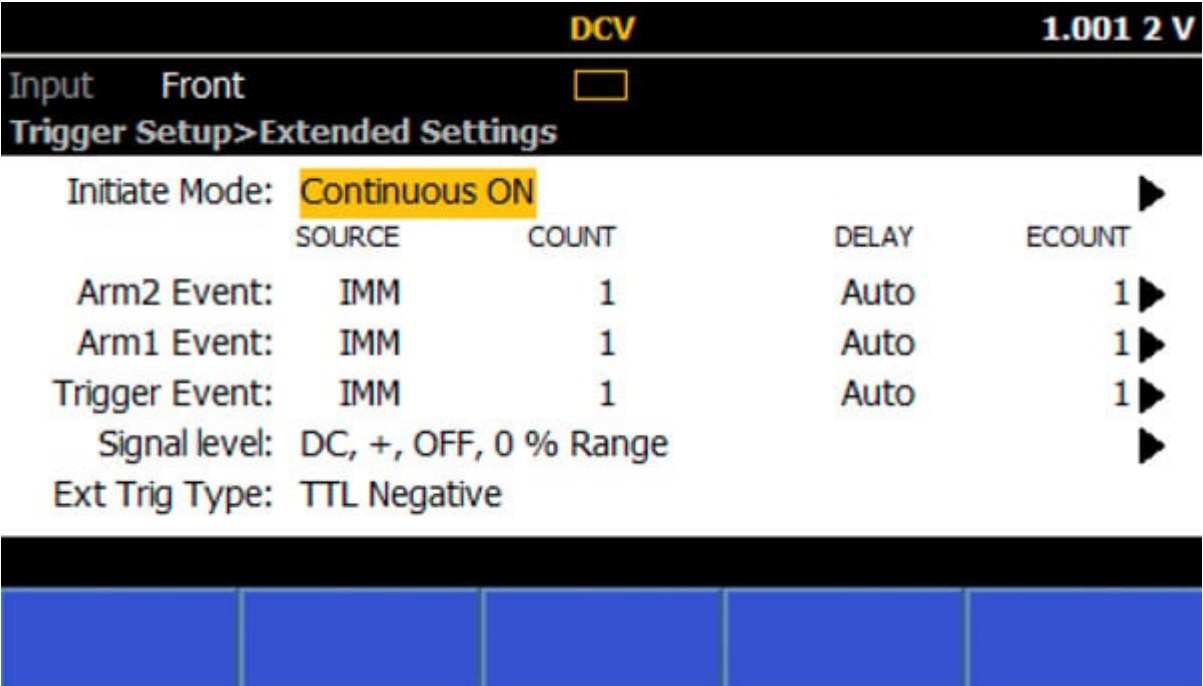 DCV 1.001 2 V
Input Front
Trigger Setup>Extended Settings
Initiate Mode: Continuous ON
SOURCE COUNT DELAY ECOUNT
Arm2 Event: IMM 1 Auto 1
Arm1 Event: IMM 1 Auto 1
Trigger Event: IMM 1 Auto 1
Signal level: DC, +, OFF, 0 % Range
Ext Trig Type: TTL Negative